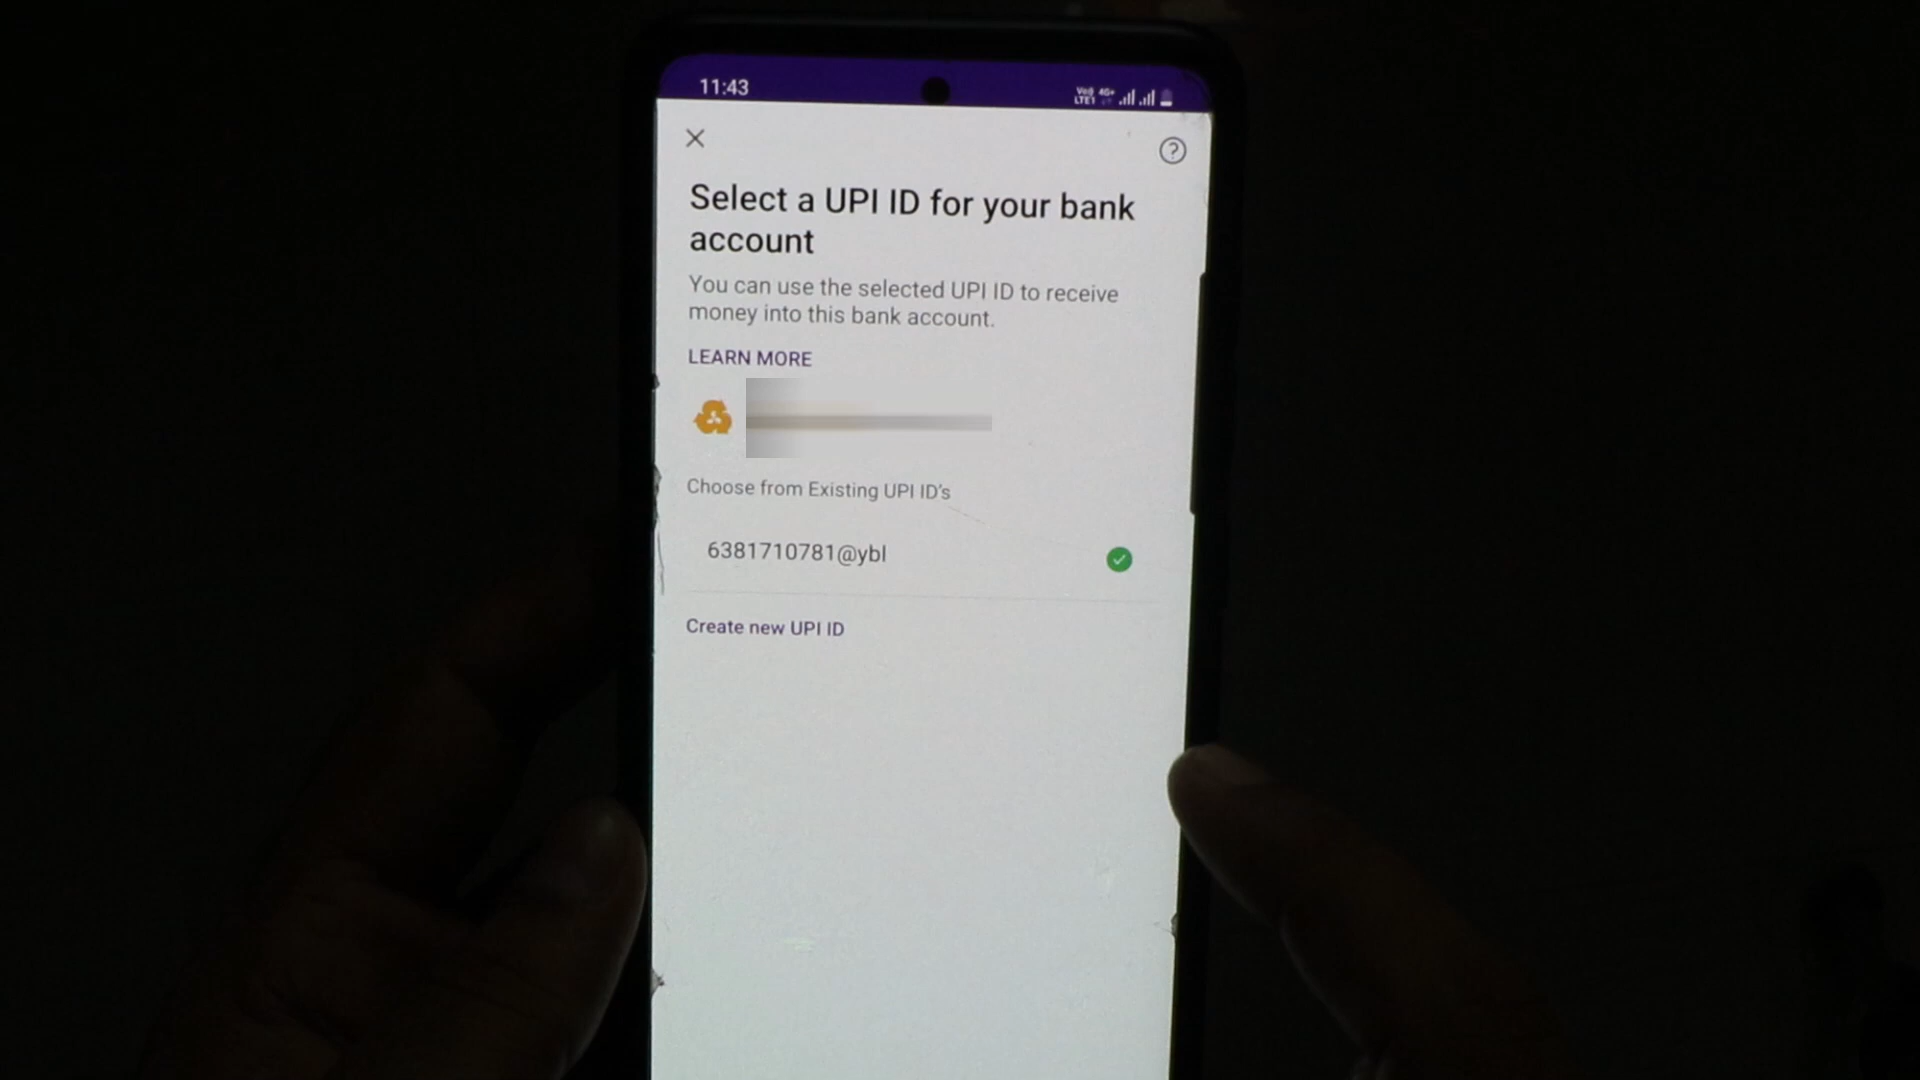 11:43
Select a UPI ID for your bank
account
You can use the selected UPI ID to receive
money into this bank account.
LEARN MORE
Choose from Existing UPI ID's
6381710781@ybl
Create new UPI ID